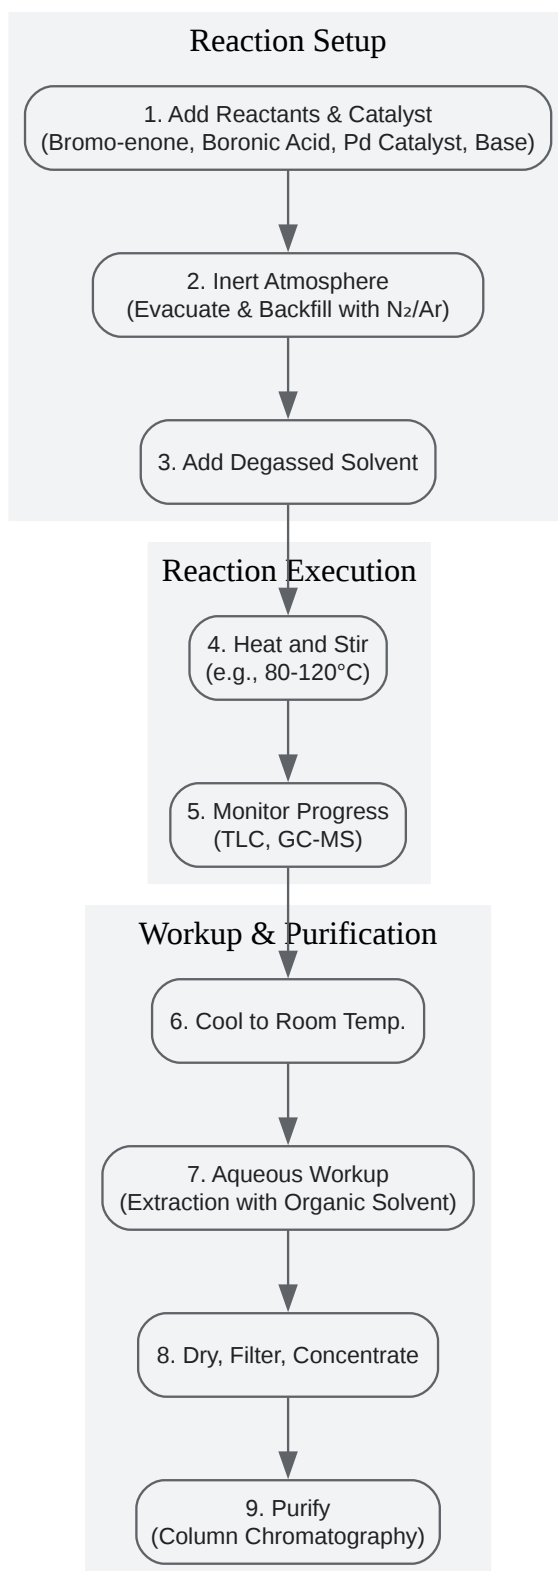 Reaction Setup
1. Add Reactants & Catalyst
(Bromo-enone, Boronic Acid, Pd Catalyst, Base)
2. Inert Atmosphere
(Evacuate & Backfill with N₂/Ar)
3. Add Degassed Solvent
Reaction Execution
4. Heat and Stir
(e.g., 80-120°C)
5. Monitor Progress
(TLC, GC-MS)
Workup & Purification
6. Cool to Room Temp.
7. Aqueous Workup
(Extraction with Organic Solvent)
8. Dry, Filter, Concentrate
9. Purify
(Column Chromatography)